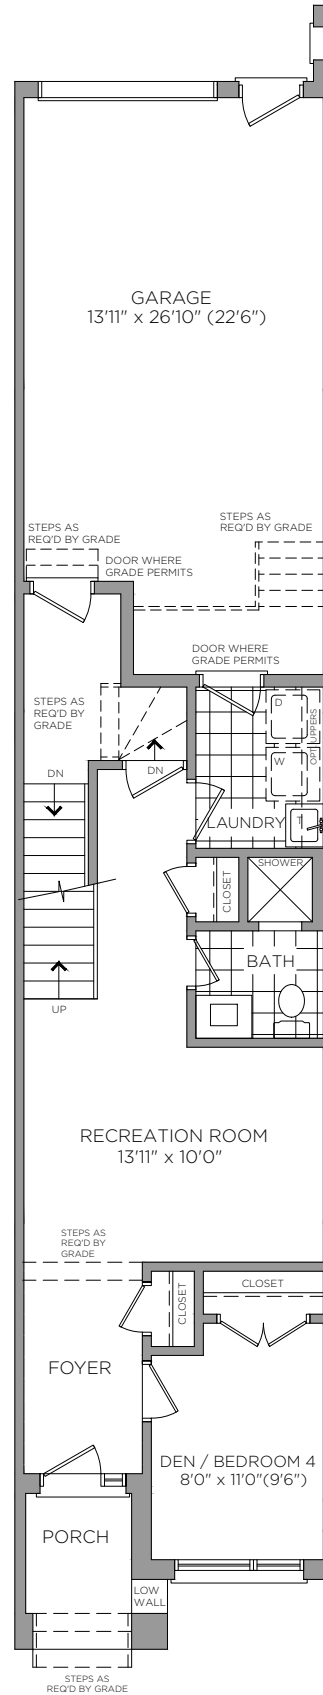 GARAGE
13'11" x 26'10" (22'6")
STEPS AS
REQ'D BY GRADE
STEPS AS
REQ'D BY GRADE
DOOR WHERE
GRADE PERMITS
DOOR WHERE
GRADE PERMITS
STEPS AS
REQ'D BY
GRADE
D
OPT. UPPERS
W
DN
DN
LAUNDRY
T
SHOWER
CLOSET
BATH
UP
RECREATION ROOM
13'11" x 10'0"
STEPS AS
REQ'D BY
GRADE
CLOSET
CLOSET
FOYER
DEN / BEDROOM 4
8'0" x 11'0"(9'6")
PORCH
LOW
WALL
STEPS AS
REQ'D BY GRADE